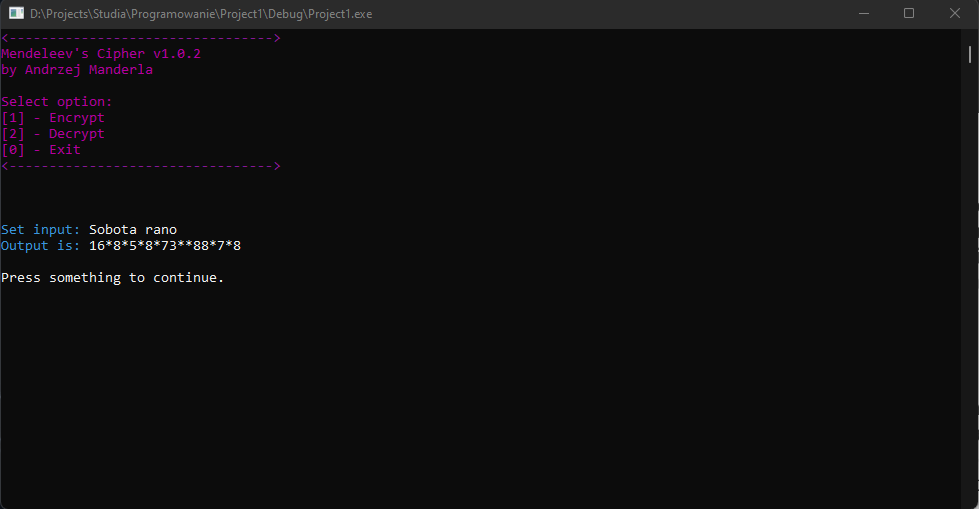 D:\Projects\Studia\Programowanie\Project1\Debug\Project1.exe
<--------------------------------->
Mendeleev's Cipher v1.0.2
by Andrzej Manderla
Select option:
[1] - Encrypt
[2] - Decrypt
[0] - Exit
<--------------------------------->
Set input: Sobota rano
Output is: 16*8*5*8*73**88*7*8
Press something to continue.